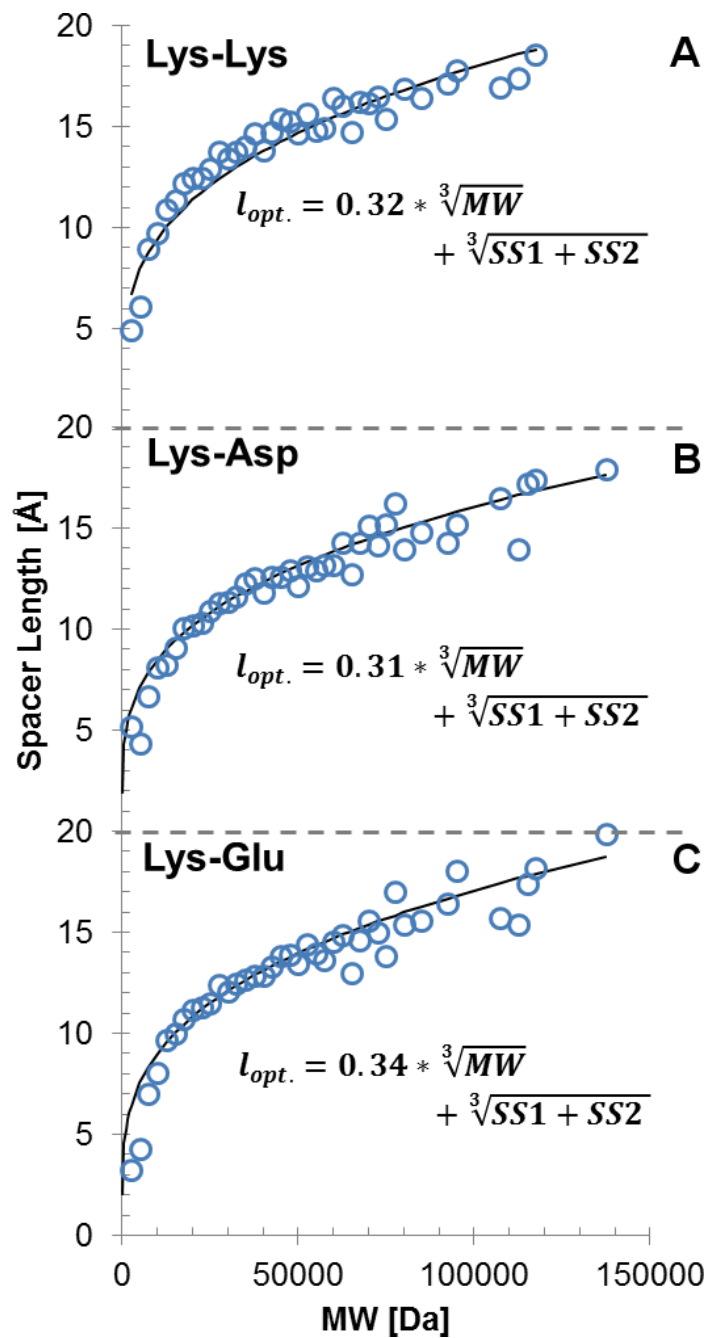 20
Lys-Lys
A
15
10
l_opt. = 0.32 * ∛MW
+ ∛SS1 + SS2
5
20
Lys-Asp
B
15
10
l_opt. = 0.31 * ∛MW
+ ∛SS1 + SS2
5
Spacer Length [Å]
20
Lys-Glu
C
15
10
l_opt. = 0.34 * ∛MW
+ ∛SS1 + SS2
5
0
0 50000 100000 150000
MW [Da]